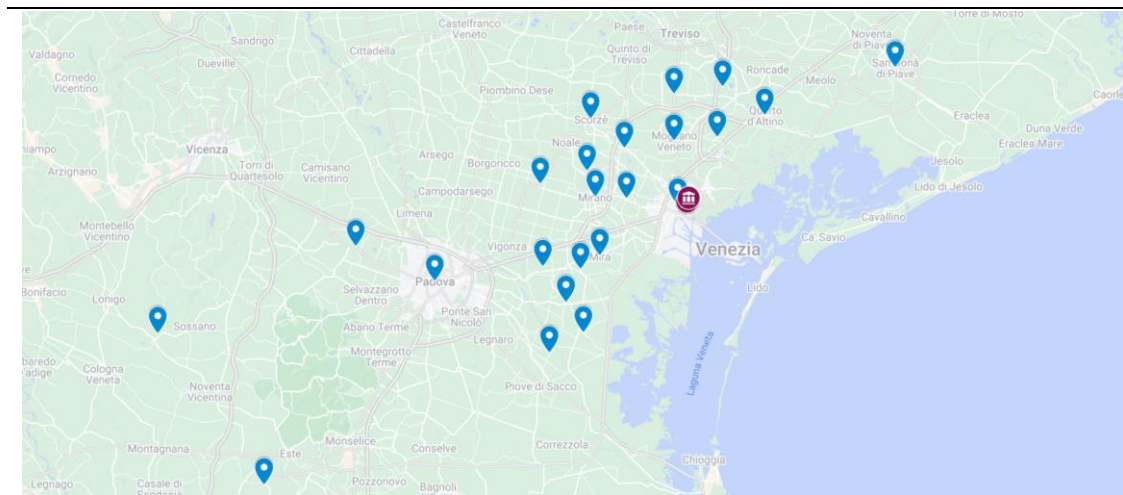 Castelfranco
Veneto
Paese
Treviso
Torre di Mosto
Noventa
di Piave
Sandrigo
Cittadella
Quinto di
Treviso
Valdagno
Dueville
San Donà
di Piave
Cornedo
Vicentino
Roncade
Meolo
Piombino Dese
Caorle
Scorzè
Quarto
d'Altino
Eraclea
Duna Verde
Noale
Mogliano
Veneto
Eraclea Mare
Vicenza
Arsego
Borgoricco
Jesolo
Arzignano
Torri di
Quartesolo
Camisano
Vicentino
Campodarsego
Mirano
Lido di Jesolo
Limena
Cavallino
Montebello
Vicentino
Vigonza
Mira
Venezia
Ca' Savio
Padova
Lido
Bonifacio
Lonigo
Selvazzano
Dentro
Ponte San
Nicolò
Sossano
Abano Terme
Legnaro
Montegrotto
Terme
Cologna
Veneta
Laguna Veneta
Noventa
Vicentina
Piove di Sacco
Montagnana
Este
Monselice
Conselve
Correzzola
Chioggia
Legnago
Casale di
Pozzonovo
Bagnoli